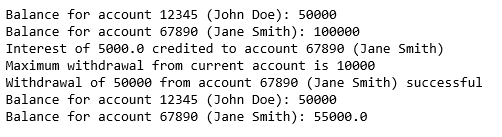 Balance for account 12345 (John Doe): 50000
Balance for account 67890 (Jane Smith): 100000
Interest of 5000.0 credited to account 67890 (Jane Smith)
Maximum withdrawal from current account is 10000
Withdrawal of 50000 from account 67890 (Jane Smith) successful
Balance for account 12345 (John Doe): 50000
Balance for account 67890 (Jane Smith): 55000.0